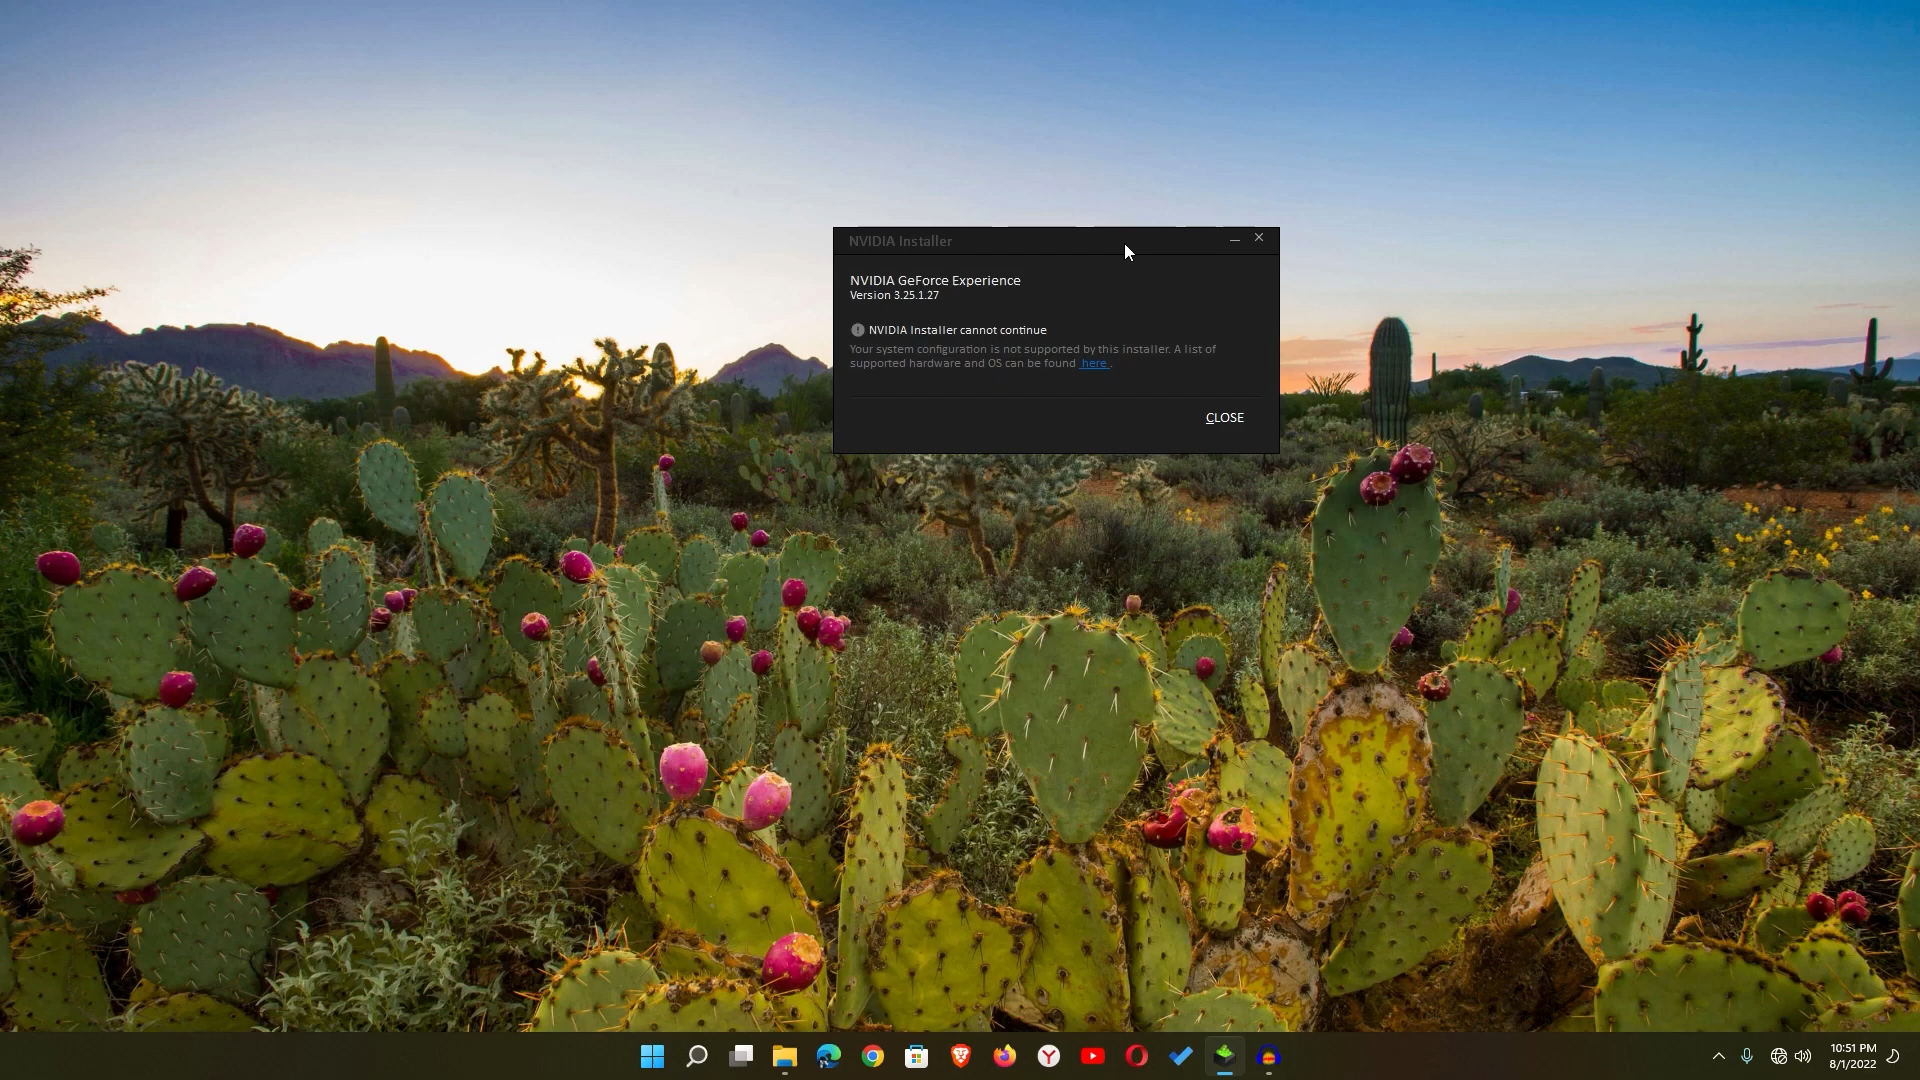 NVIDIA Installer
NVIDIA GeForce Experience
Version 3.25.1.27
NVIDIA Installer cannot continue
Your system configuration is not supported by this installer. A list of
supported hardware and OS can be found here .
CLOSE
10:51 PM
8/1/2022